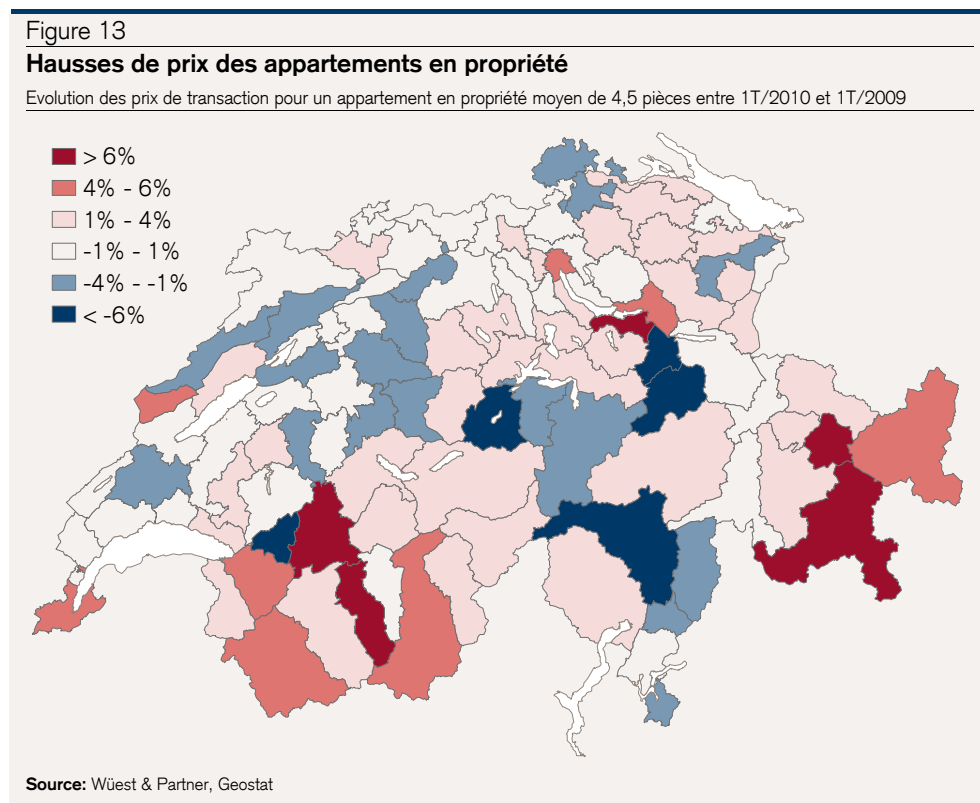 Figure 13
Hausses de prix des appartements en propriété
Evolution des prix de transaction pour un appartement en propriété moyen de 4,5 pièces entre 1T/2010 et 1T/2009
> 6%
4% - 6%
1% - 4%
-1% - 1%
-4% - -1%
< -6%
Source: Wüest & Partner, Geostat